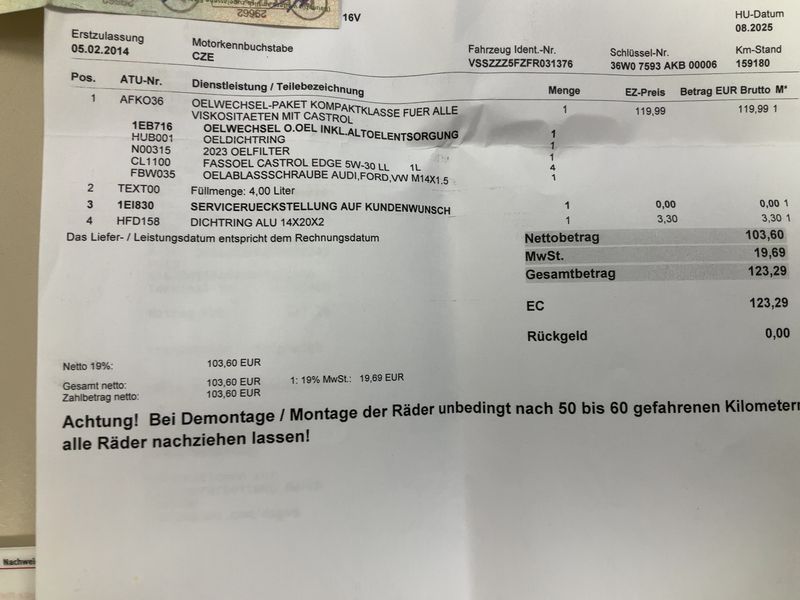 29662
16V
HU-Datum
08.2025
Erstzulassung
05.02.2014
Motorkennbuchstabe
CZE
Fahrzeug Ident.-Nr.
VSSZZZ5FZFR031376
Schlüssel-Nr.
36W0 7593 AKB 00006
Km-Stand
159180
Pos. ATU-Nr. Dienstleistung / Teilebezeichnung Menge EZ-Preis Betrag EUR Brutto M*
1 AFKO36 OELWECHSEL-PAKET KOMPAKTKLASSE FUER ALLE 1 119,99 119,99 1
VISKOSITAETEN MIT CASTROL
1EB716 OELWECHSEL O.OEL INKL.ALTOELENTSORGUNG 1
HUB001 OELDICHTRING 1
N00315 2023 OELFILTER 1
CL1100 FASSOEL CASTROL EDGE 5W-30 LL 1L 4
FBW035 OELABLASSSCHRAUBE AUDI,FORD,VW M14X1.5 1
2 TEXT00 Füllmenge: 4,00 Liter
3 1EI830 SERVICERUECKSTELLUNG AUF KUNDENWUNSCH 1 0,00 0,00 1
4 HFD158 DICHTRING ALU 14X20X2 1 3,30 3,30 1
Das Liefer- / Leistungsdatum entspricht dem Rechnungsdatum
Nettobetrag 103,60
MwSt. 19,69
Gesamtbetrag 123,29
EC 123,29
Rückgeld 0,00
Netto 19%: 103,60 EUR
Gesamt netto: 103,60 EUR 1: 19% MwSt.: 19,69 EUR
Zahlbetrag netto: 103,60 EUR
Achtung! Bei Demontage / Montage der Räder unbedingt nach 50 bis 60 gefahrenen Kilometern
alle Räder nachziehen lassen!
Nachwei